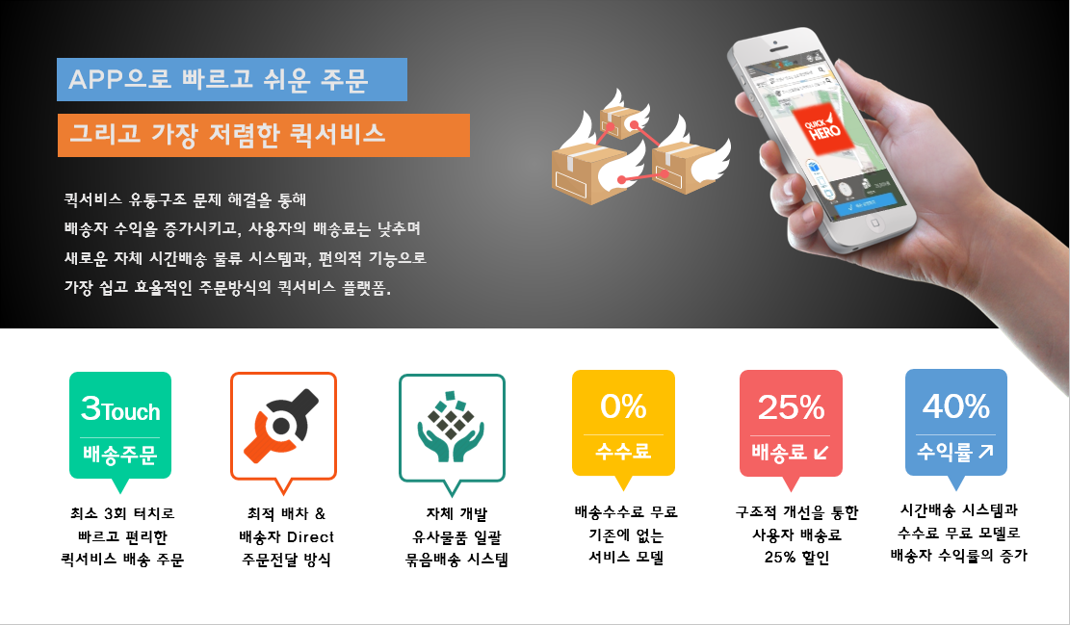 APP으로 빠르고 쉬운 주문
그리고 가장 저렴한 퀵서비스
퀵서비스 유통구조 문제 해결을 통해
배송자 수익을 증가시키고, 사용자의 배송료는 낮추며
새로운 자체 시간배송 물류 시스템과, 편의적 기능으로
가장 쉽고 효율적인 주문방식의 퀵서비스 플랫폼.
QUICK
HERO
3Touch
배송주문
최소 3회 터치로
빠르고 편리한
퀵서비스 배송 주문
최적 배차 &
배송자 Direct
주문전달 방식
자체 개발
유사물품 일괄
묶음배송 시스템
0%
수수료
배송수수료 무료
기존에 없는
서비스 모델
25%
배송료 ↙
구조적 개선을 통한
사용자 배송료
25% 할인
40%
수익률 ↗
시간배송 시스템과
수수료 무료 모델로
배송자 수익률의 증가